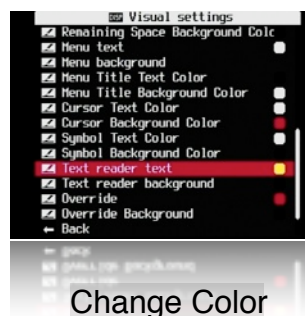 DISP Visual settings
Remaining Space Background Colc
Menu text
Menu background
Menu Title Text Color
Menu Title Background Color
Cursor Text Color
Cursor Background Color
Symbol Text Color
Symbol Background Color
Text reader text
Text reader background
Override
Override Background
← Back
Change Color